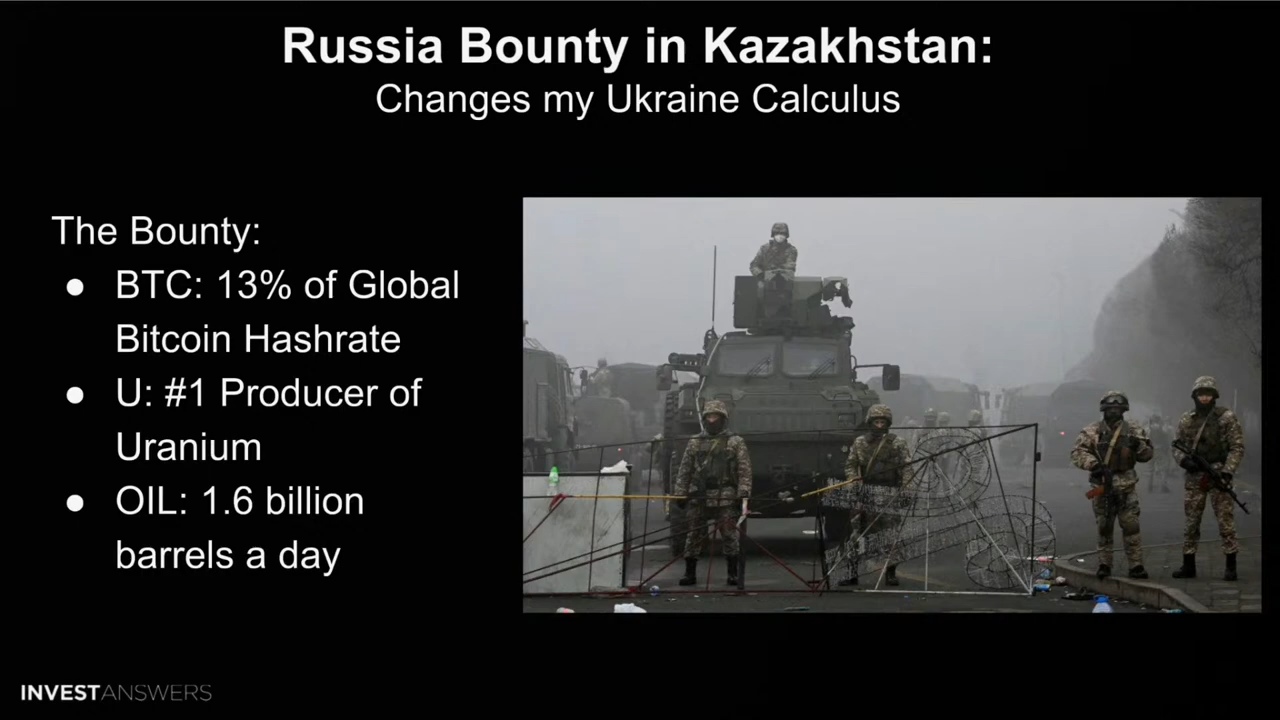 Russia Bounty in Kazakhstan:
Changes my Ukraine Calculus
The Bounty:
● BTC: 13% of Global
Bitcoin Hashrate
● U: #1 Producer of
Uranium
● OIL: 1.6 billion
barrels a day
INVESTANSWERS